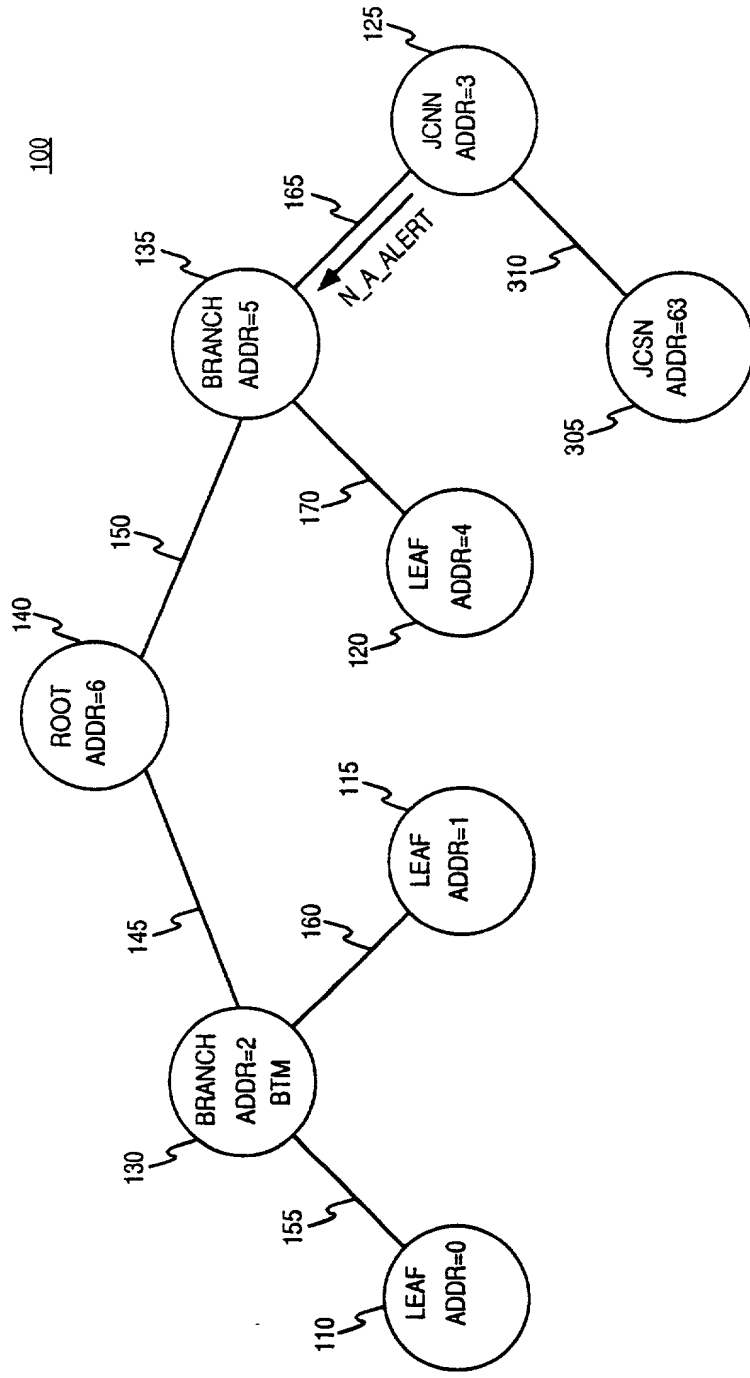 100
140
ROOT
ADDR=6
145
150
130
BRANCH
ADDR=2
BTM
135
BRANCH
ADDR=5
155
160
170
165
N_A_ALERT
110
LEAF
ADDR=0
115
LEAF
ADDR=1
120
LEAF
ADDR=4
125
JCNN
ADDR=3
310
305
JCSN
ADDR=63